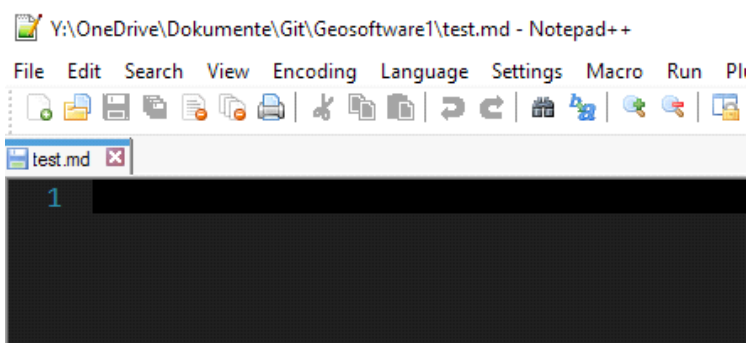 Y:\OneDrive\Dokumente\Git\Geosoftware1\test.md - Notepad++
File Edit Search View Encoding Language Settings Macro Run Plu
test.md
1